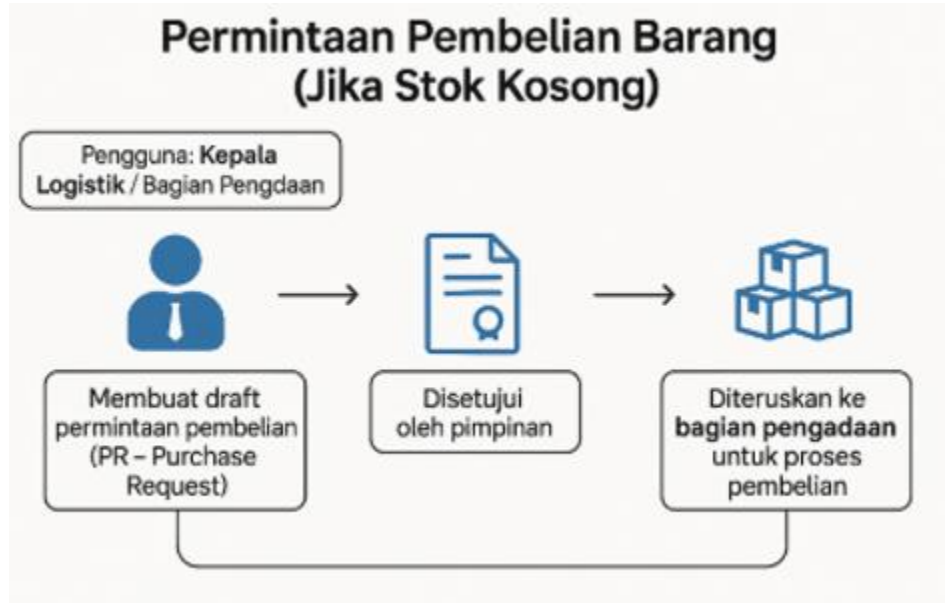 Permintaan Pembelian Barang
(Jika Stok Kosong)
Pengguna: Kepala
Logistik / Bagian Pengdaan
Membuat draft
permintaan pembelian
(PR – Purchase
Request)
Disetujui
oleh pimpinan
Diteruskan ke
bagian pengadaan
untuk proses
pembelian